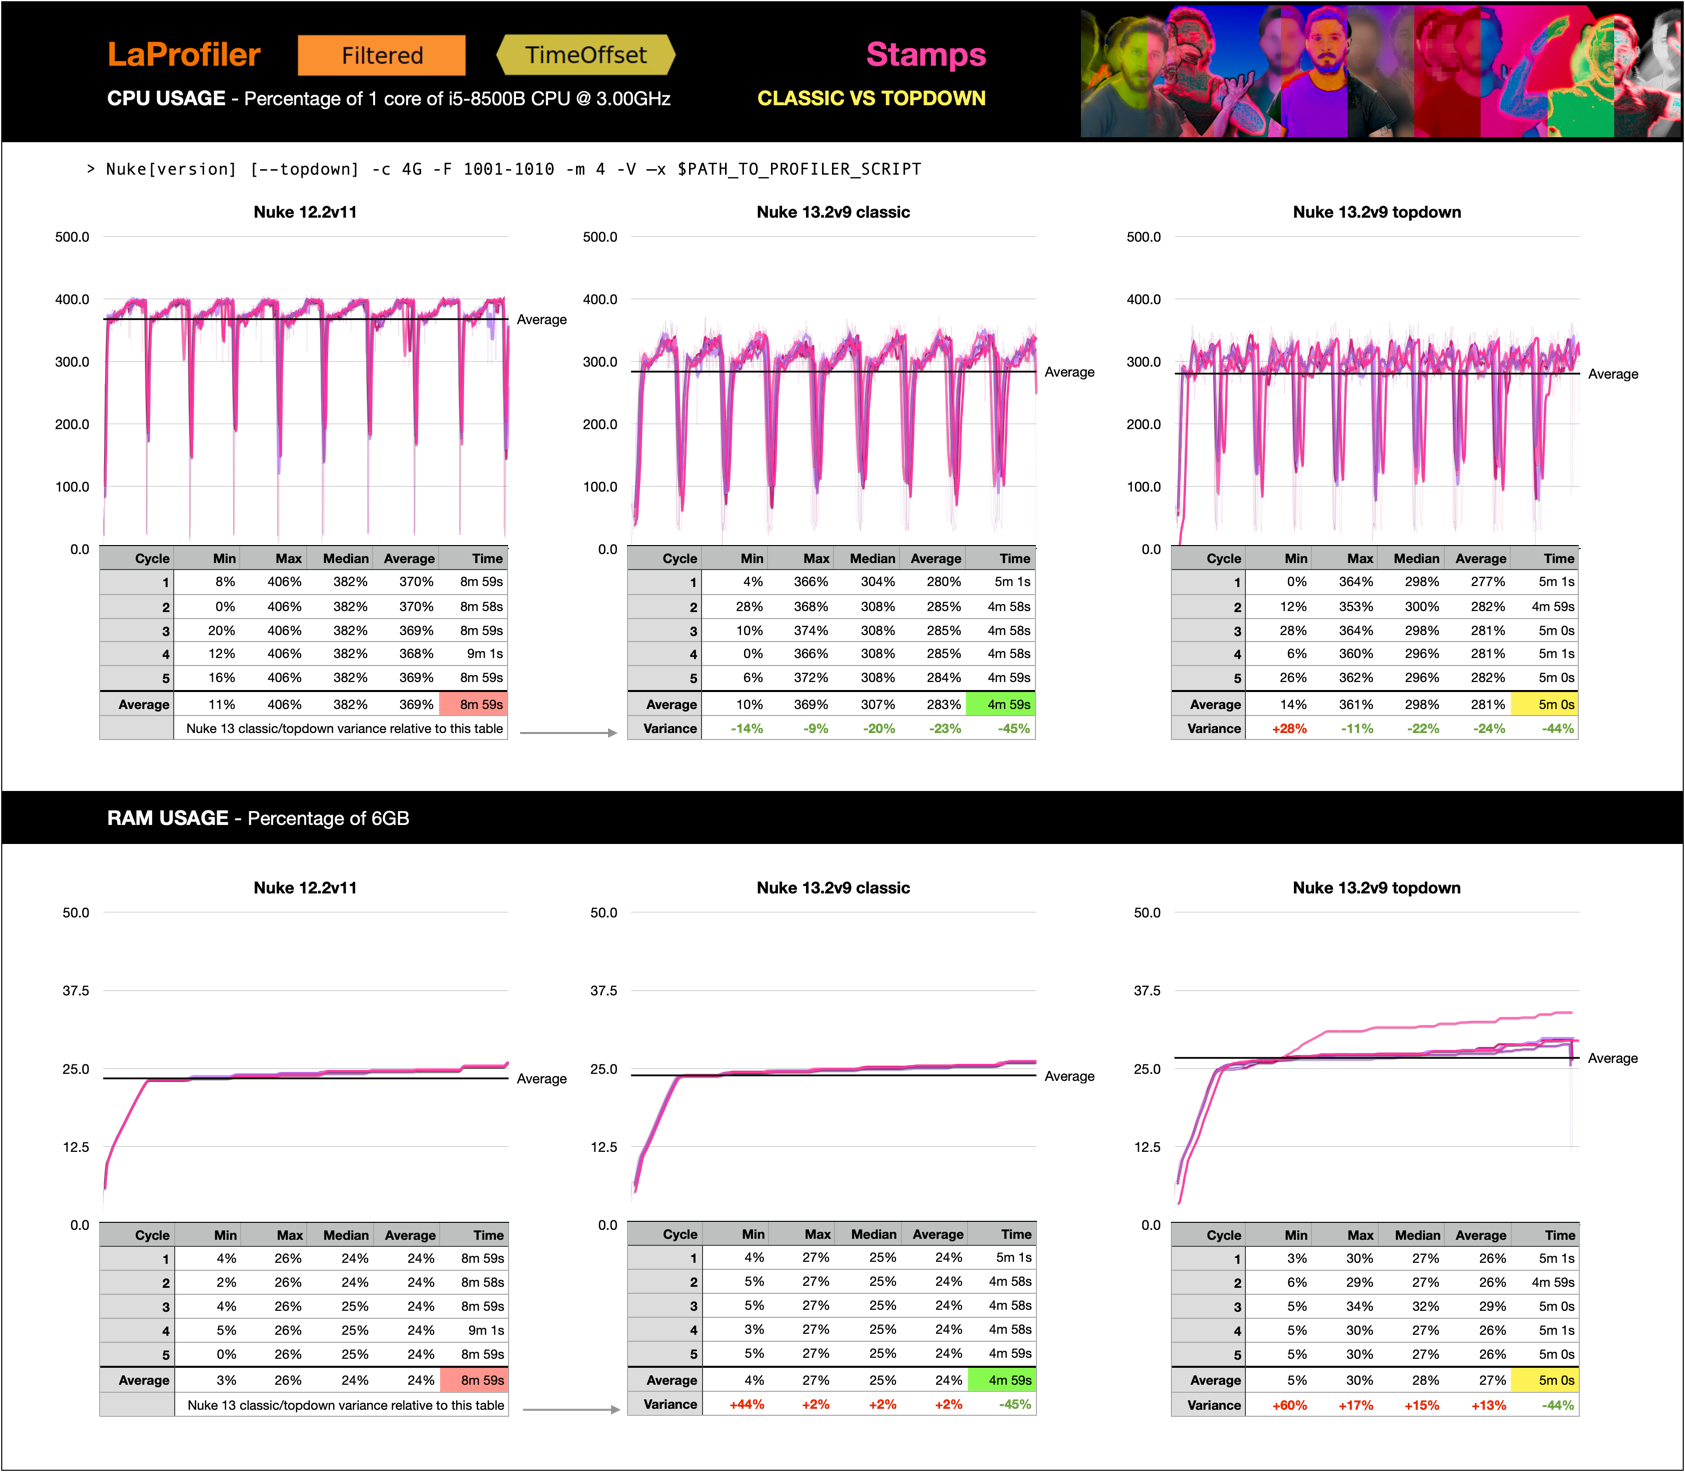 LaProfiler Filtered TimeOffset Stamps
CPU USAGE - Percentage of 1 core of i5-8500B CPU @ 3.00GHz CLASSIC VS TOPDOWN
> Nuke[version] [--topdown] -c 4G -F 1001-1010 -m 4 -V —x $PATH_TO_PROFILER_SCRIPT
Nuke 12.2v11
500.0
400.0
300.0
200.0
100.0
0.0
Average
Cycle Min Max Median Average Time
1 8% 406% 382% 370% 8m 59s
2 0% 406% 382% 370% 8m 58s
3 20% 406% 382% 369% 8m 59s
4 12% 406% 382% 368% 9m 1s
5 16% 406% 382% 369% 8m 59s
Average 11% 406% 382% 369% 8m 59s
Nuke 13 classic/topdown variance relative to this table
Nuke 13.2v9 classic
500.0
400.0
300.0
200.0
100.0
0.0
Average
Cycle Min Max Median Average Time
1 4% 366% 304% 280% 5m 1s
2 28% 368% 308% 285% 4m 58s
3 10% 374% 308% 285% 4m 58s
4 0% 366% 308% 285% 4m 58s
5 6% 372% 308% 284% 4m 59s
Average 10% 369% 307% 283% 4m 59s
Variance -14% -9% -20% -23% -45%
Nuke 13.2v9 topdown
500.0
400.0
300.0
200.0
100.0
0.0
Average
Cycle Min Max Median Average Time
1 0% 364% 298% 277% 5m 1s
2 12% 353% 300% 282% 4m 59s
3 28% 364% 298% 281% 5m 0s
4 6% 360% 296% 281% 5m 1s
5 26% 362% 296% 282% 5m 0s
Average 14% 361% 298% 281% 5m 0s
Variance +28% -11% -22% -24% -44%
RAM USAGE - Percentage of 6GB
Nuke 12.2v11
50.0
37.5
25.0
12.5
0.0
Average
Cycle Min Max Median Average Time
1 4% 26% 24% 24% 8m 59s
2 2% 26% 24% 24% 8m 58s
3 4% 26% 25% 24% 8m 59s
4 5% 26% 25% 24% 9m 1s
5 0% 26% 25% 24% 8m 59s
Average 3% 26% 24% 24% 8m 59s
Nuke 13 classic/topdown variance relative to this table
Nuke 13.2v9 classic
50.0
37.5
25.0
12.5
0.0
Average
Cycle Min Max Median Average Time
1 4% 27% 25% 24% 5m 1s
2 5% 27% 25% 24% 4m 58s
3 5% 27% 25% 24% 4m 58s
4 3% 27% 25% 24% 4m 58s
5 5% 27% 25% 24% 4m 59s
Average 4% 27% 25% 24% 4m 59s
Variance +44% +2% +2% +2% -45%
Nuke 13.2v9 topdown
50.0
37.5
25.0
12.5
0.0
Average
Cycle Min Max Median Average Time
1 3% 30% 27% 26% 5m 1s
2 6% 29% 27% 26% 4m 59s
3 5% 34% 32% 29% 5m 0s
4 5% 30% 27% 26% 5m 1s
5 5% 30% 27% 26% 5m 0s
Average 5% 30% 28% 27% 5m 0s
Variance +60% +17% +15% +13% -44%